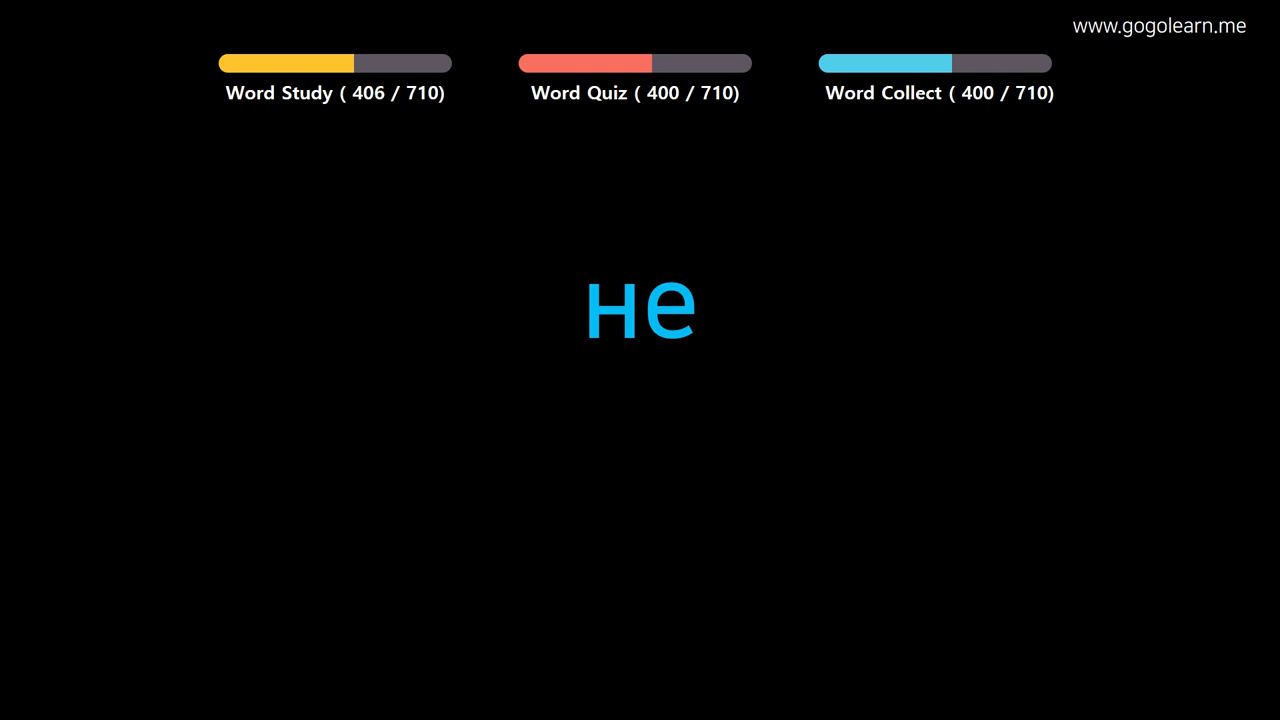 www.gogolearn.me
Word Study ( 406 / 710)
Word Quiz ( 400 / 710)
Word Collect ( 400 / 710)
не